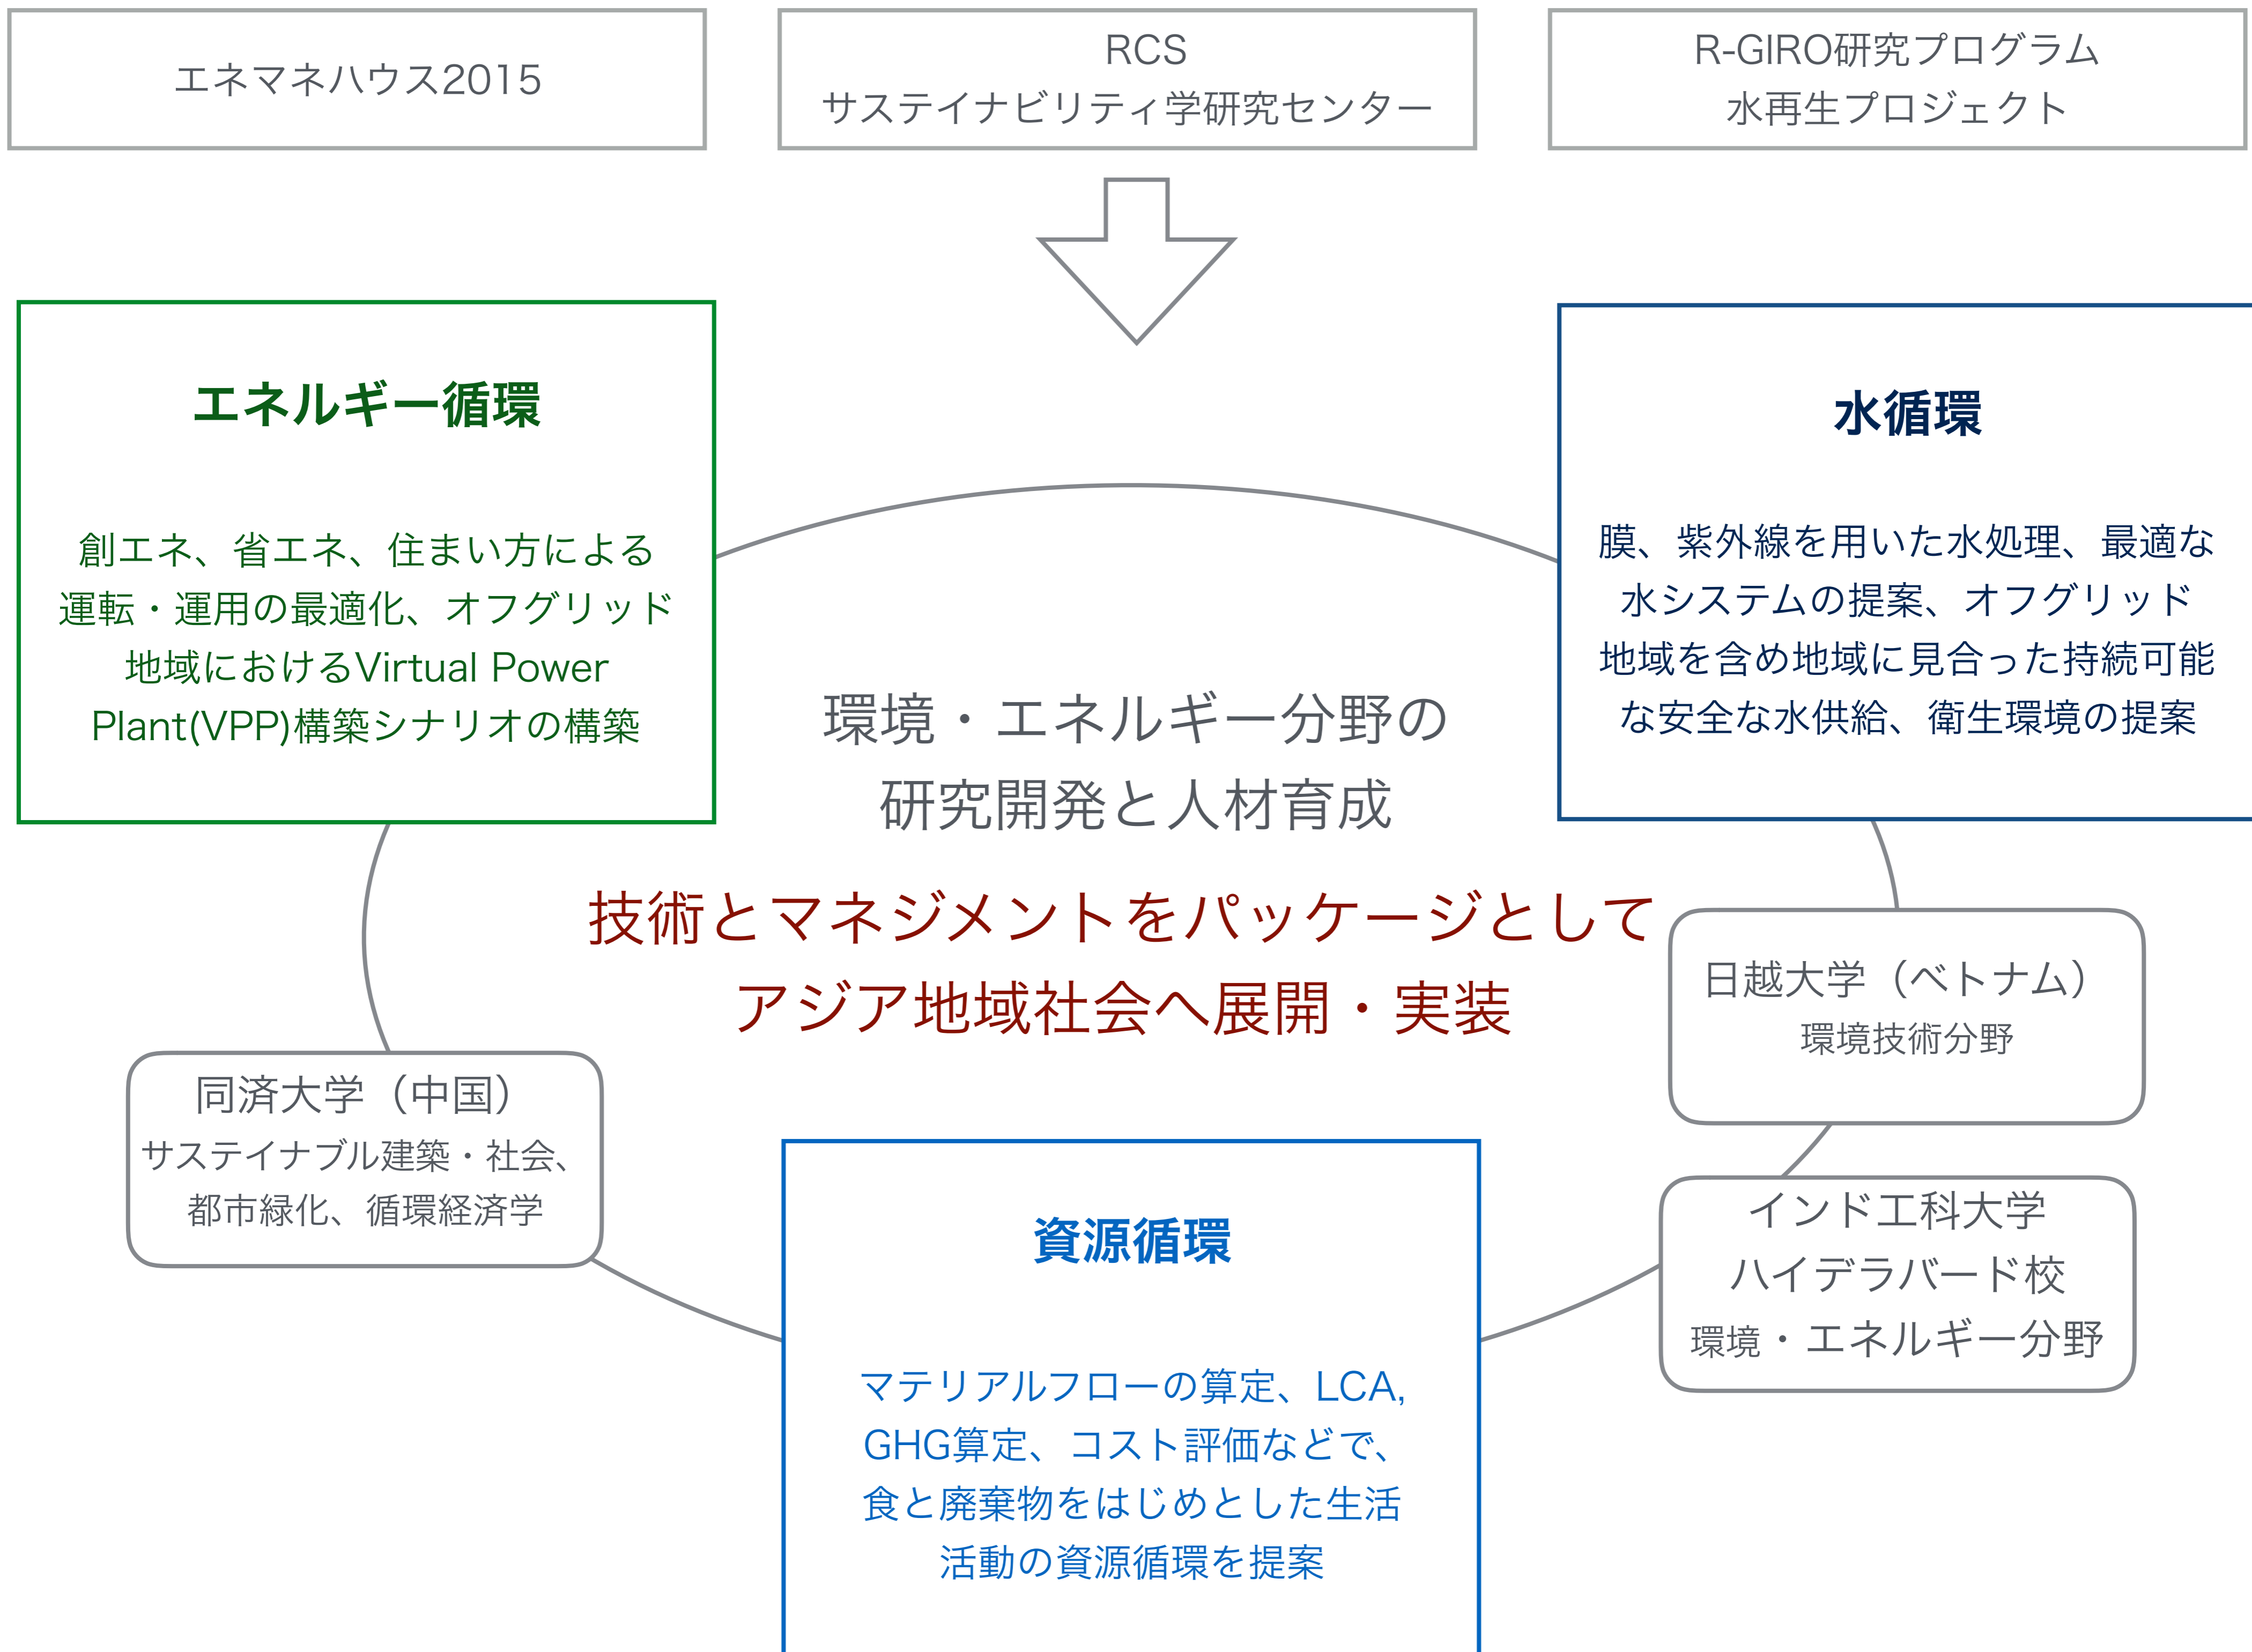 エネマネハウス2015
RCS
サステイナビリティ学研究センター
R-GIRO研究プログラム
水再生プロジェクト
エネルギー循環
創エネ、省エネ、住まい方による
運転・運用の最適化、オフグリッド
地域におけるVirtual Power
Plant(VPP)構築シナリオの構築
水循環
膜、紫外線を用いた水処理、最適な
水システムの提案、オフグリッド
地域を含め地域に見合った持続可能
な安全な水供給、衛生環境の提案
環境・エネルギー分野の
研究開発と人材育成
技術とマネジメントをパッケージとして
アジア地域社会へ展開・実装
日越大学（ベトナム）
環境技術分野
同済大学（中国）
サステイナブル建築・社会、
都市緑化、循環経済学
インド工科大学
ハイデラバード校
環境・エネルギー分野
資源循環
マテリアルフローの算定、LCA,
GHG算定、コスト評価などで、
食と廃棄物をはじめとした生活
活動の資源循環を提案